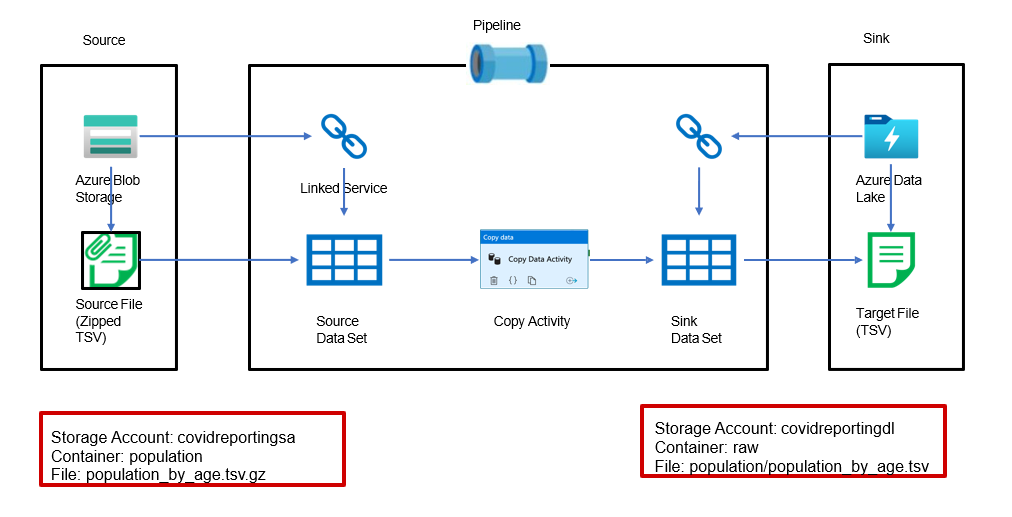 Source
Pipeline
Sink
Azure Blob
Storage
Linked Service
Azure Data
Lake
Copy data
Copy Data Activity
Source File
(Zipped
TSV)
Source
Data Set
Copy Activity
Sink
Data Set
Target File
(TSV)
Storage Account: covidreportingsa
Container: population
File: population_by_age.tsv.gz
Storage Account: covidreportingdl
Container: raw
File: population/population_by_age.tsv